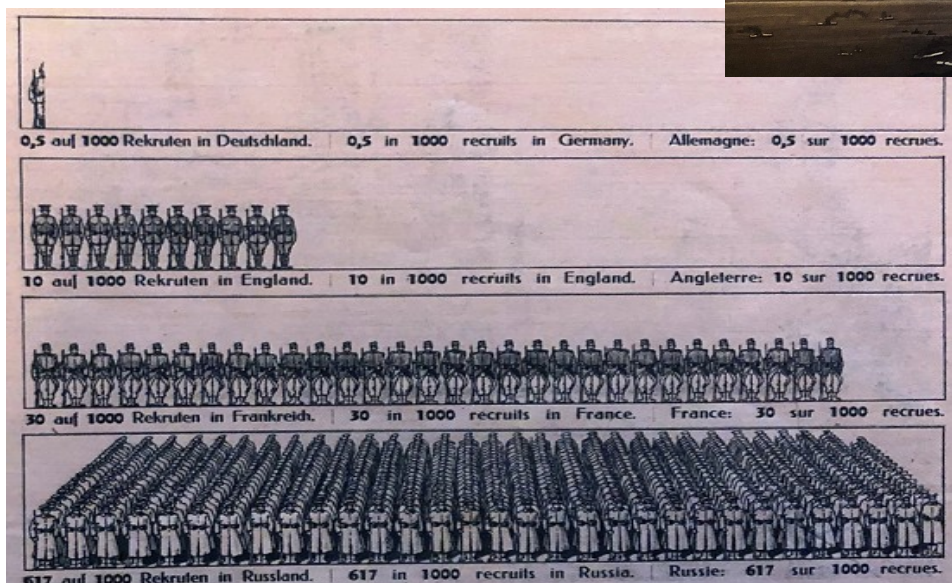 0,5 auf 1000 Rekruten in Deutschland. 0,5 in 1000 recruits in Germany. Allemagne: 0,5 sur 1000 recrues.
10 auf 1000 Rekruten in England. 10 in 1000 recruits in England. Angleterre: 10 sur 1000 recrues.
30 auf 1000 Rekruten in Frankreich. 30 in 1000 recruits in France. France: 30 sur 1000 recrues.
617 auf 1000 Rekruten in Russland. 617 in 1000 recruits in Russia. Russie: 617 sur 1000 recrues.